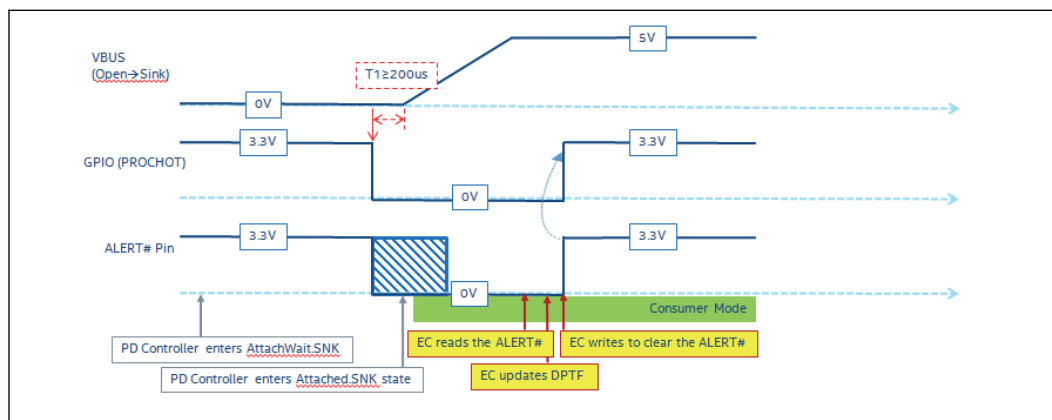 VBUS
(Open→Sink)
T1≥200us
5V
0V
GPIO (PROCHOT)
3.3V
3.3V
0V
ALERT# Pin
3.3V
3.3V
0V
Consumer Mode
PD Controller enters AttachWait.SNK
EC reads the ALERT#
EC writes to clear the ALERT#
PD Controller enters Attached.SNK state
EC updates DPTF